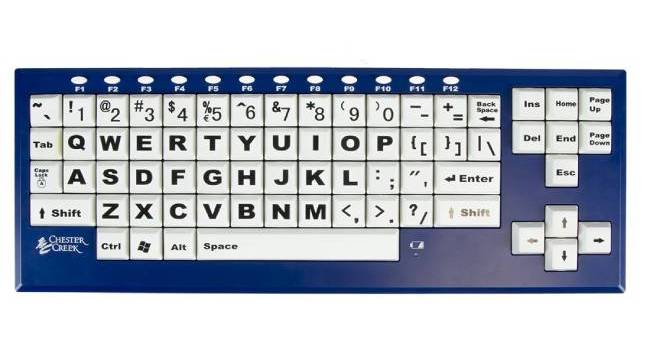 F1 F2 F3 F4 F5 F6 F7 F8 F9 F10 F11 F12
~ ` ! 1 @ 2 # 3 $ 4 % € 5 ^ 6 & 7 * 8 ( 9 ) 0 _ - + = Back Space Ins Home Page Up
Tab Q W E R T Y U I O P { [ } ] | \ Del End Page Down
Caps Lock A S D F G H J K L : ; " , Enter Esc
Shift Z X C V B N M < , > . ? / Shift
CHESTER CREEK Ctrl Alt Space